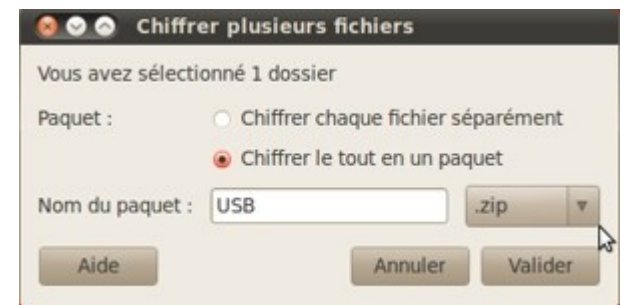 Chiffrer plusieurs fichiers
Vous avez sélectionné 1 dossier
Paquet : Chiffrer chaque fichier séparément
Chiffrer le tout en un paquet
Nom du paquet : USB .zip
Aide Annuler Valider